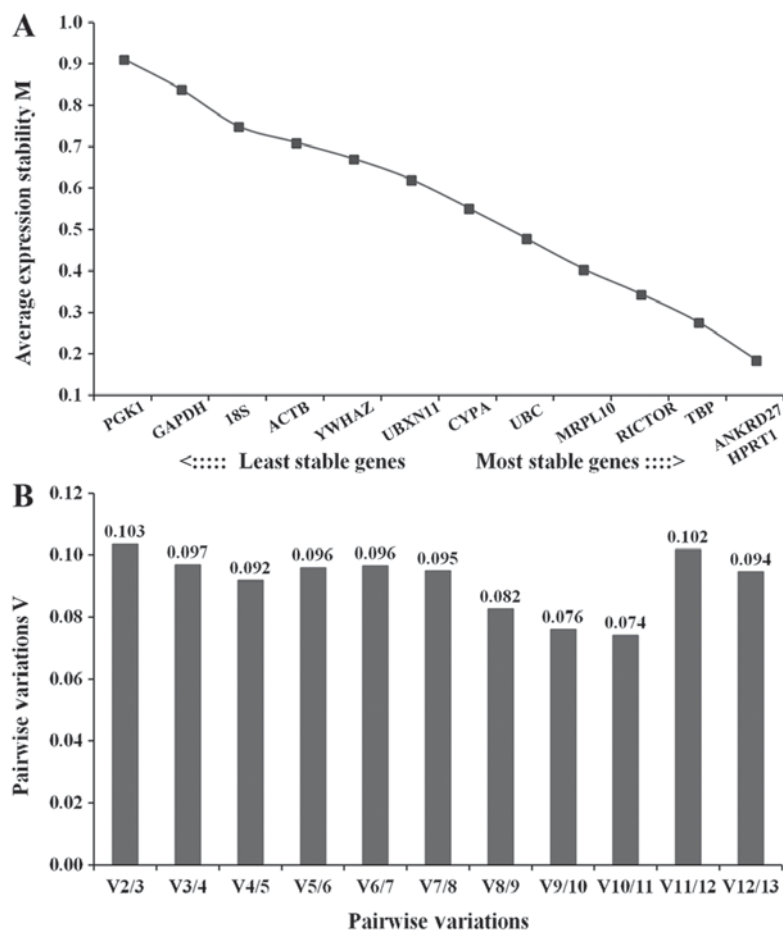 A
Average expression stability M
1.0
0.9
0.8
0.7
0.6
0.5
0.4
0.3
0.2
0.1
PGK1
GAPDH
18S
ACTB
YWHAZ
UBXN11
CYPA
UBC
MRPL10
RICTOR
TBP
ANKRD27
HPRT1
<::::: Least stable genes
Most stable genes ::::>
B
Pairwise variations V
0.12
0.10
0.08
0.06
0.04
0.02
0.00
0.103
0.097
0.092
0.096
0.096
0.095
0.082
0.076
0.074
0.102
0.094
V2/3
V3/4
V4/5
V5/6
V6/7
V7/8
V8/9
V9/10
V10/11
V11/12
V12/13
Pairwise variations